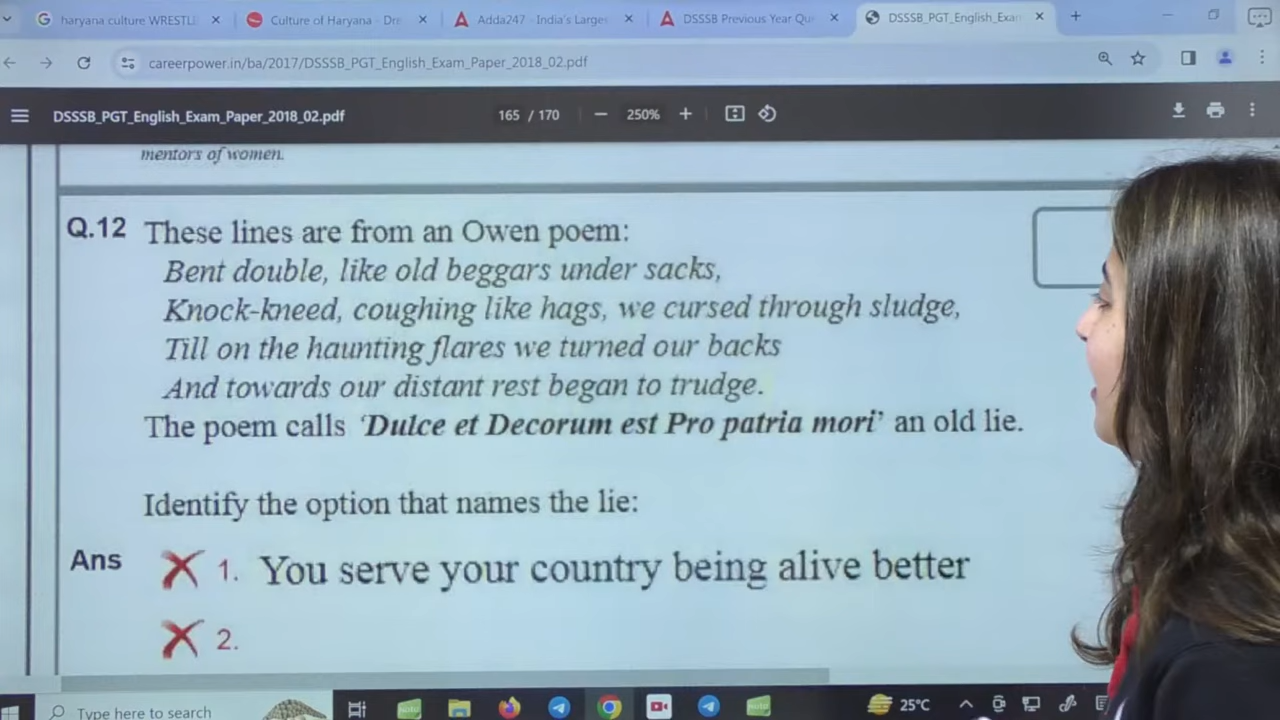 haryana culture WRESTL
Culture of Haryana - Dre
Adda247 - India's Larges
DSSSB Previous Year Qu
DSSSB_PGT_English_Exam
careerpower.in/ba/2017/DSSSB_PGT_English_Exam_Paper_2018_02.pdf
DSSSB_PGT_English_Exam_Paper_2018_02.pdf
165 / 170
250%
mentors of women.
Q.12 These lines are from an Owen poem:
Bent double, like old beggars under sacks,
Knock-kneed, coughing like hags, we cursed through sludge,
Till on the haunting flares we turned our backs
And towards our distant rest began to trudge.
The poem calls ‘Dulce et Decorum est Pro patria mori’ an old lie.
Identify the option that names the lie:
Ans 1. You serve your country being alive better
2.
Type here to search
25°C